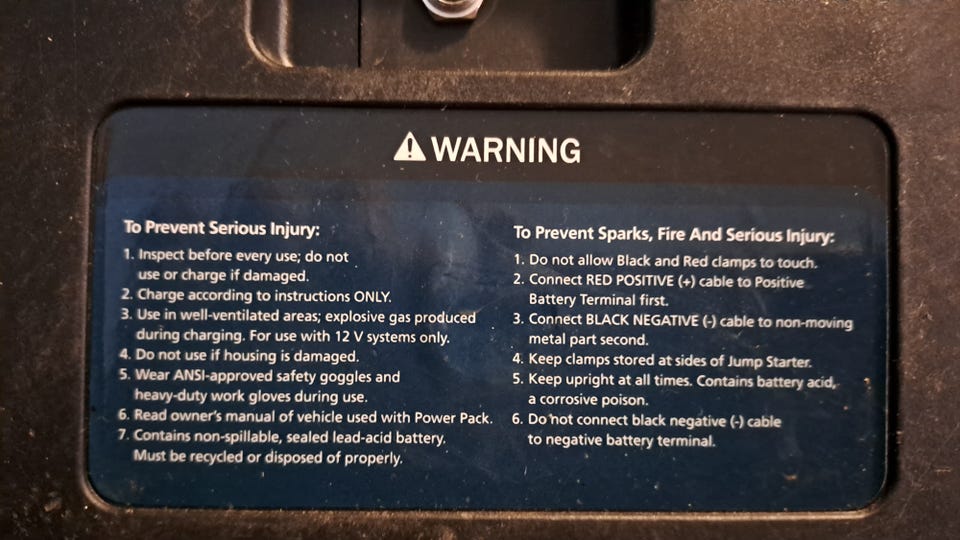 WARNING
To Prevent Serious Injury:
1. Inspect before every use; do not
use or charge if damaged.
2. Charge according to instructions ONLY.
3. Use in well-ventilated areas; explosive gas produced
during charging. For use with 12 V systems only.
4. Do not use if housing is damaged.
5. Wear ANSI-approved safety goggles and
heavy-duty work gloves during use.
6. Read owner's manual of vehicle used with Power Pack.
7. Contains non-spillable, sealed lead-acid battery.
Must be recycled or disposed of properly.
To Prevent Sparks, Fire And Serious Injury:
1. Do not allow Black and Red clamps to touch.
2. Connect RED POSITIVE (+) cable to Positive
Battery Terminal first.
3. Connect BLACK NEGATIVE (-) cable to non-moving
metal part second.
4. Keep clamps stored at sides of Jump Starter.
5. Keep upright at all times. Contains battery acid,
a corrosive poison.
6. Do not connect black negative (-) cable
to negative battery terminal.